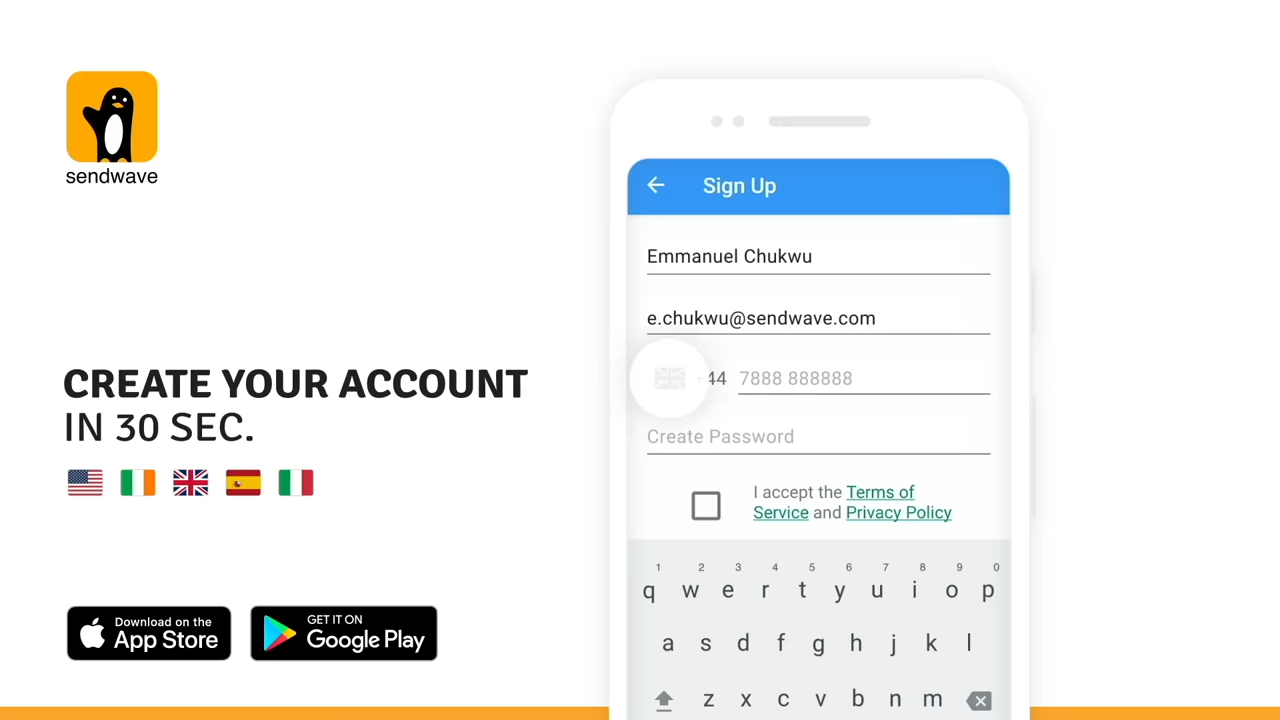 sendwave
CREATE YOUR ACCOUNT
IN 30 SEC.
Download on the
App Store
GET IT ON
Google Play
Sign Up
Emmanuel Chukwu
e.chukwu@sendwave.com
+44 7888 888888
Create Password
I accept the Terms of
Service and Privacy Policy
1 2 3 4 5 6 7 8 9 0
q w e r t y u i o p
a s d f g h j k l
z x c v b n m